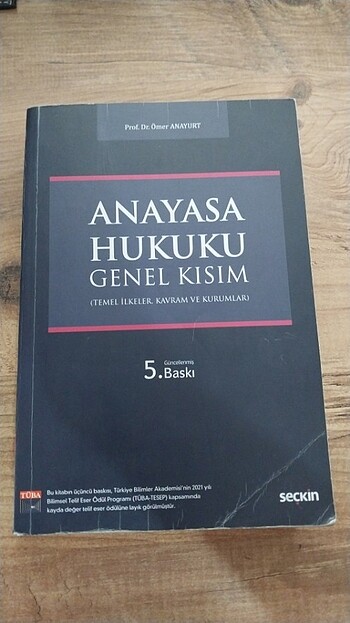 Prof. Dr. Ömer ANAYURT
ANAYASA
HUKUKU
GENEL KISIM
(TEMEL İLKELER, KAVRAM VE KURUMLAR)
Güncellenmiş
5.Baskı
TÜBA
Bu kitabın üçüncü baskısı, Türkiye Bilimler Akademisi'nin 2021 yılı
Bilimsel Telif Eser Ödül Programı (TÜBA-TESEP) kapsamında
kayda değer telif eser ödülüne layık görülmüştür.
seckin